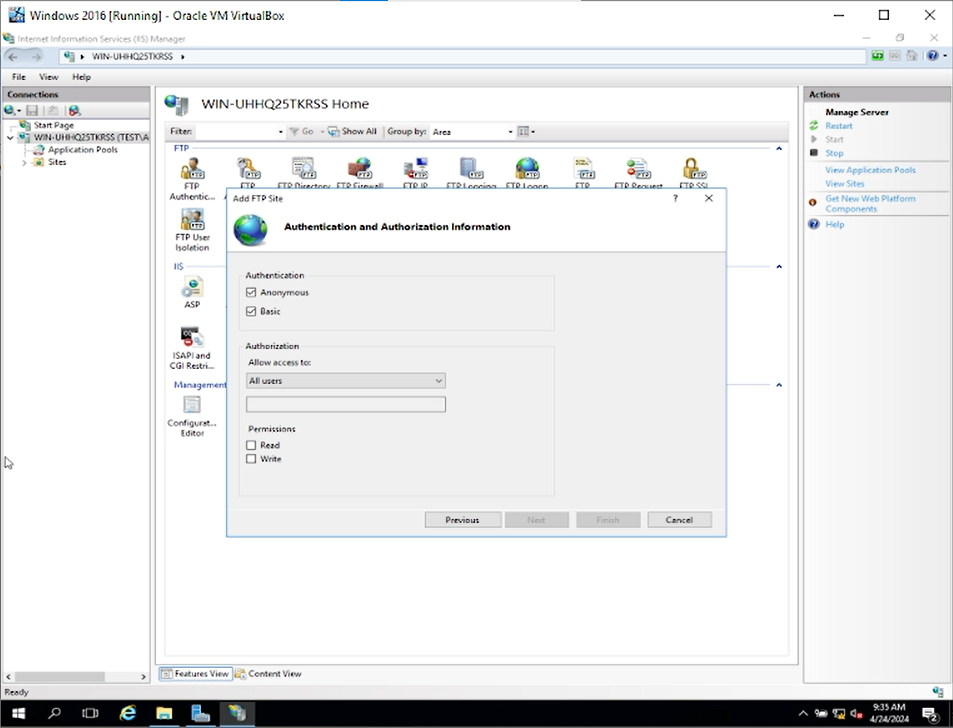 Windows 2016 [Running] - Oracle VM VirtualBox
Internet Information Services (IIS) Manager
WIN-UHHQ25TKRSS
File View Help
Connections
Start Page
WIN-UHHQ25TKRSS (TEST\A
Application Pools
Sites
WIN-UHHQ25TKRSS Home
Filter: Go Show All Group by: Area
FTP
FTP Authentic...
FTP
FTP Directory
FTP Firewall
FTP IP
FTP Logging
FTP Logon
FTP
FTP Request
FTP SSL
FTP User Isolation
IIS
ASP
ISAPI and CGI Restri...
Management
Configurat... Editor
Add FTP Site
?
Authentication and Authorization Information
Authentication
Anonymous
Basic
Authorization
Allow access to:
All users
Permissions
Read
Write
Previous Next Finish Cancel
Features View Content View
Actions
Manage Server
Restart
Start
Stop
View Application Pools
View Sites
Get New Web Platform
Components
Help
Ready
9:35 AM
4/24/2024
2